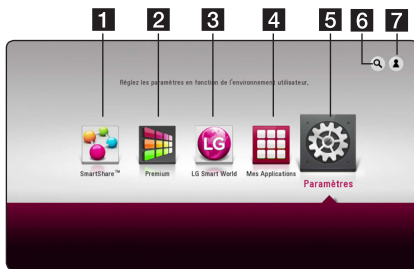 1 2 3 4 5 6 7
Réglez les paramètres en fonction de l'environnement utilisateur.
LG
SmartShare™ Premium LG Smart World Mes Applications
Paramètres